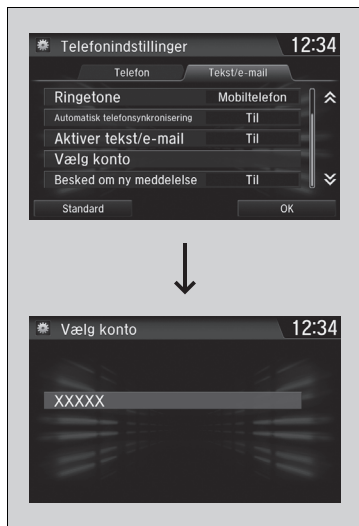 Telefonindstillinger 12:34
Telefon Tekst/e-mail
Ringetone Mobiltelefon
Automatisk telefonsynkronisering Til
Aktiver tekst/e-mail Til
Vælg konto
Besked om ny meddelelse Til
Standard OK
Vælg konto 12:34
XXXXX